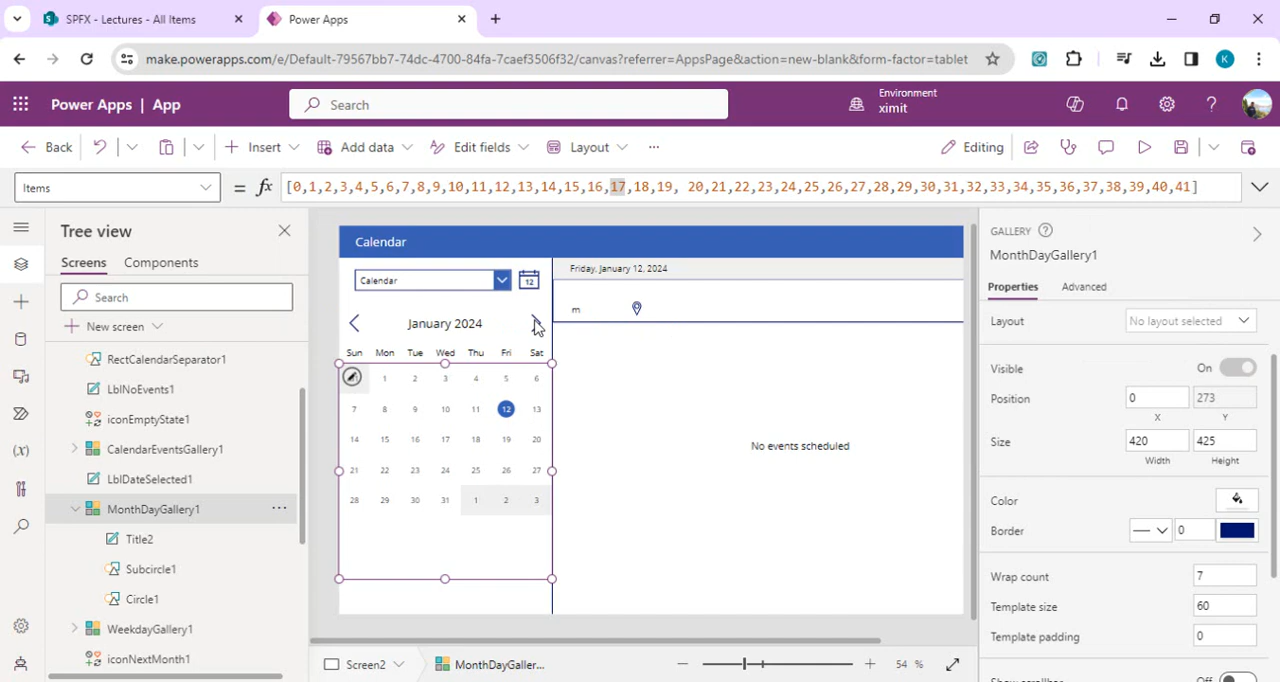 SPFX - Lectures - All Items
Power Apps
make.powerapps.com/e/Default-79567bb7-74dc-4700-84fa-7caef3506f32/canvas?referrer=AppsPage&action=new-blank&form-factor=tablet
K
Power Apps | App
Search
Environment
ximit
Back
Insert
Add data
Edit fields
Layout
Editing
Items
= fx [0,1,2,3,4,5,6,7,8,9,10,11,12,13,14,15,16,17,18,19, 20,21,22,23,24,25,26,27,28,29,30,31,32,33,34,35,36,37,38,39,40,41]
Tree view
Screens
Components
Search
New screen
RectCalendarSeparator1
LblNoEvents1
iconEmptyState1
CalendarEventsGallery1
LblDateSelected1
MonthDayGallery1
Title2
Subcircle1
Circle1
WeekdayGallery1
iconNextMonth1
Calendar
Calendar
12
January 2024
Sun Mon Tue Wed Thu Fri Sat
1 2 3 4 5 6
7 8 9 10 11 12 13
14 15 16 17 18 19 20
21 22 23 24 25 26 27
28 29 30 31 1 2 3
Friday, January 12, 2024
m
No events scheduled
Screen2
MonthDayGaller...
54 %
GALLERY
MonthDayGallery1
Properties
Advanced
Layout
No layout selected
Visible
On
Position
0
273
X
Y
Size
420
425
Width
Height
Color
Border
0
Wrap count
7
Template size
60
Template padding
0
Show scrollbar
Off